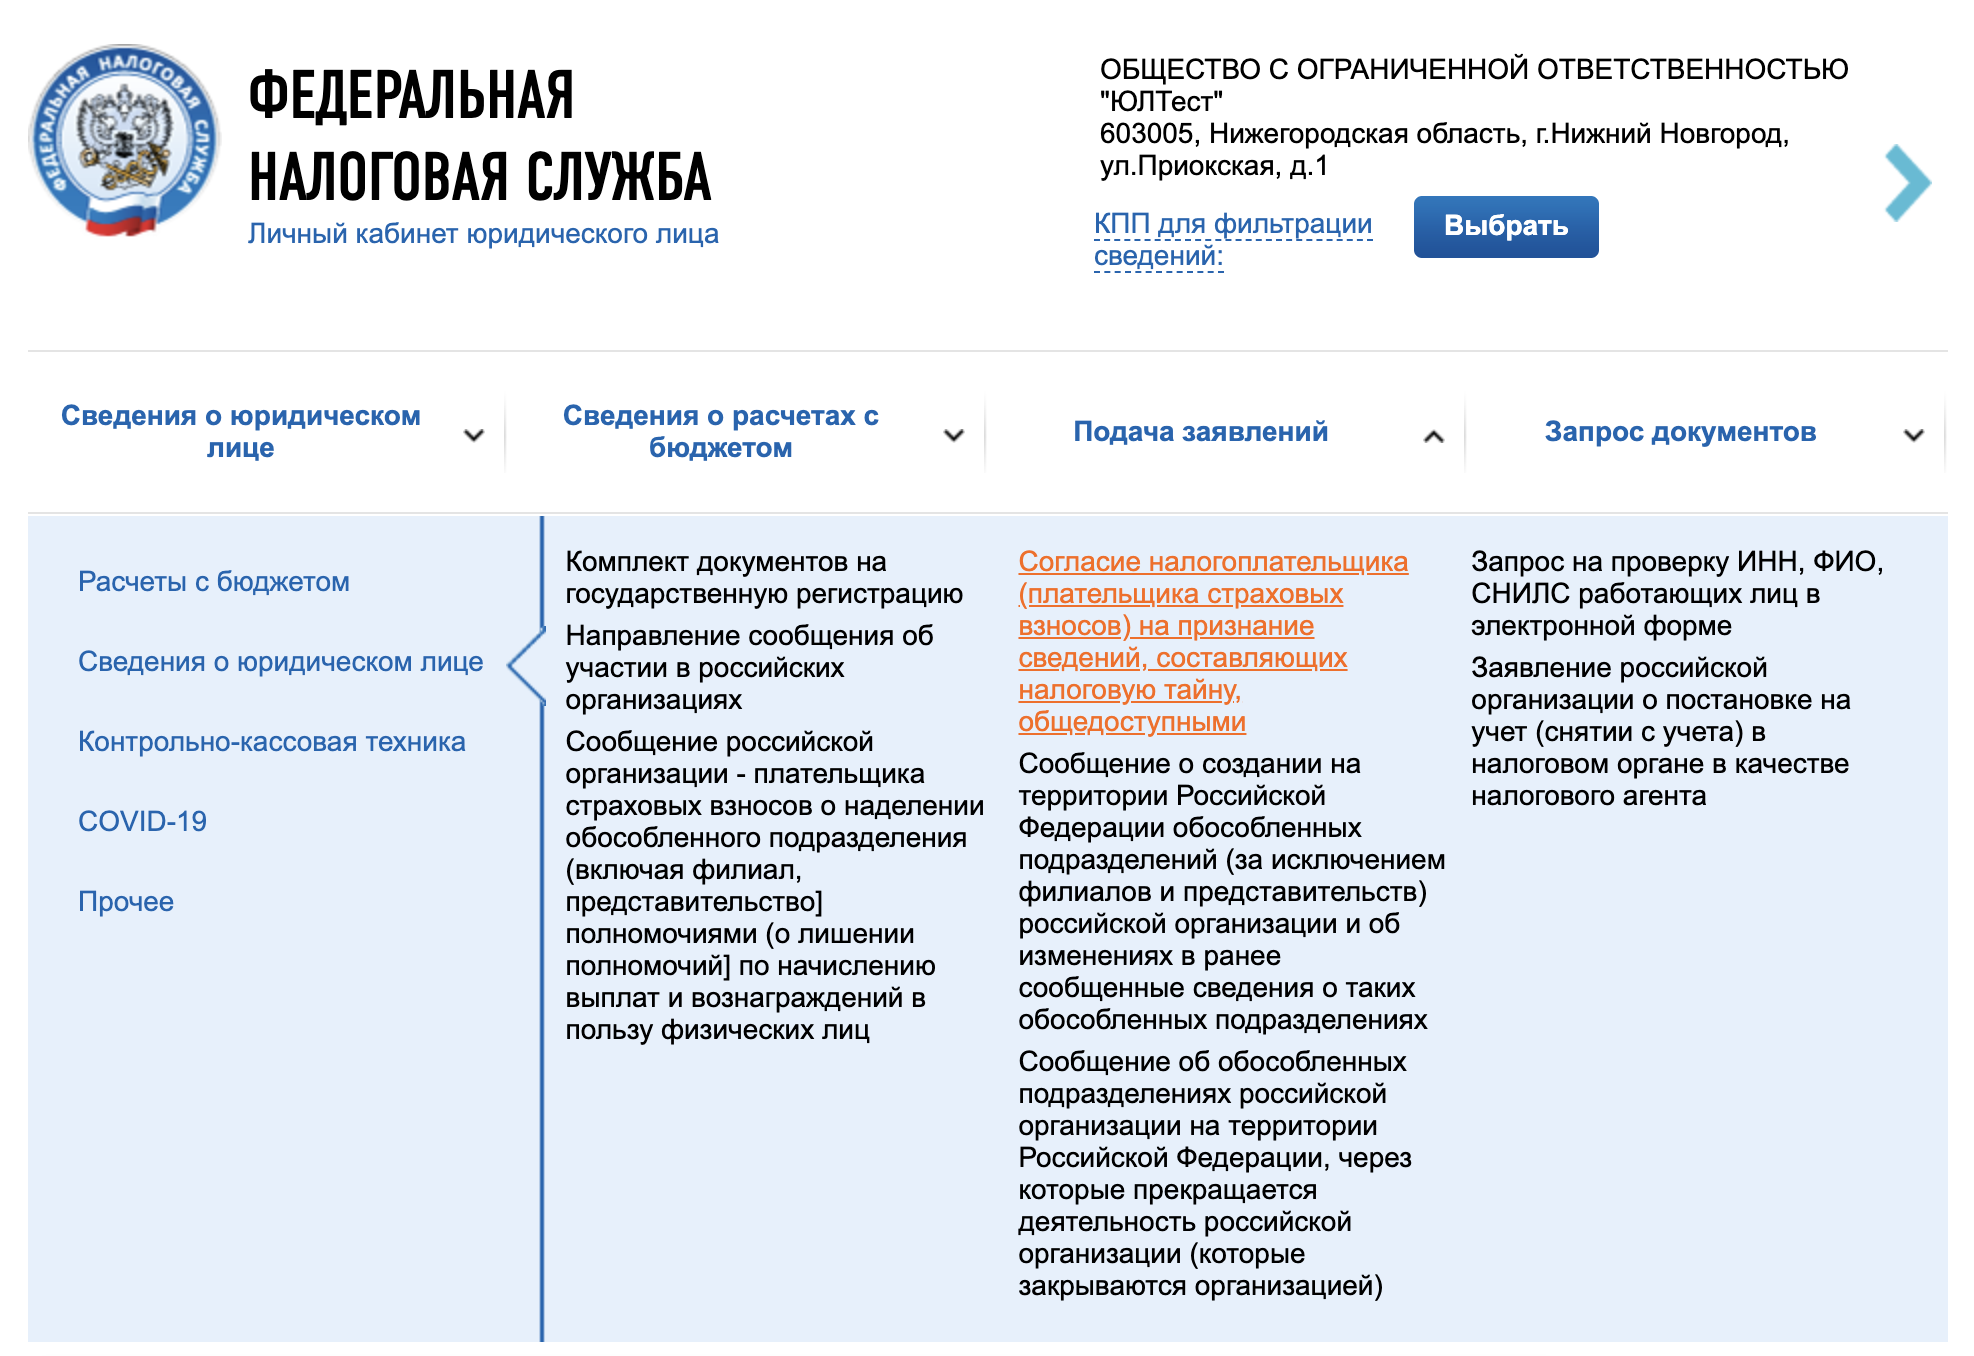 ФЕДЕРАЛЬНАЯ НАЛОГОВАЯ СЛУЖБА
ФЕДЕРАЛЬНАЯ
НАЛОГОВАЯ СЛУЖБА
Личный кабинет юридического лица
ОБЩЕСТВО С ОГРАНИЧЕННОЙ ОТВЕТСТВЕННОСТЬЮ
"ЮЛТест"
603005, Нижегородская область, г.Нижний Новгород,
ул.Приокская, д.1
КПП для фильтрации
сведений:
Выбрать
Сведения о юридическом
лице
Сведения о расчетах с
бюджетом
Подача заявлений
Запрос документов
Расчеты с бюджетом
Сведения о юридическом лице
Контрольно-кассовая техника
COVID-19
Прочее
Комплект документов на
государственную регистрацию
Направление сообщения об
участии в российских
организациях
Сообщение российской
организации - плательщика
страховых взносов о наделении
обособленного подразделения
(включая филиал,
представительство]
полномочиями (о лишении
полномочий] по начислению
выплат и вознаграждений в
пользу физических лиц
Согласие налогоплательщика
(плательщика страховых
взносов) на признание
сведений, составляющих
налоговую тайну,
общедоступными
Сообщение о создании на
территории Российской
Федерации обособленных
подразделений (за исключением
филиалов и представительств)
российской организации и об
изменениях в ранее
сообщенные сведения о таких
обособленных подразделениях
Сообщение об обособленных
подразделениях российской
организации на территории
Российской Федерации, через
которые прекращается
деятельность российской
организации (которые
закрываются организацией)
Запрос на проверку ИНН, ФИО,
СНИЛС работающих лиц в
электронной форме
Заявление российской
организации о постановке на
учет (снятии с учета) в
налоговом органе в качестве
налогового агента